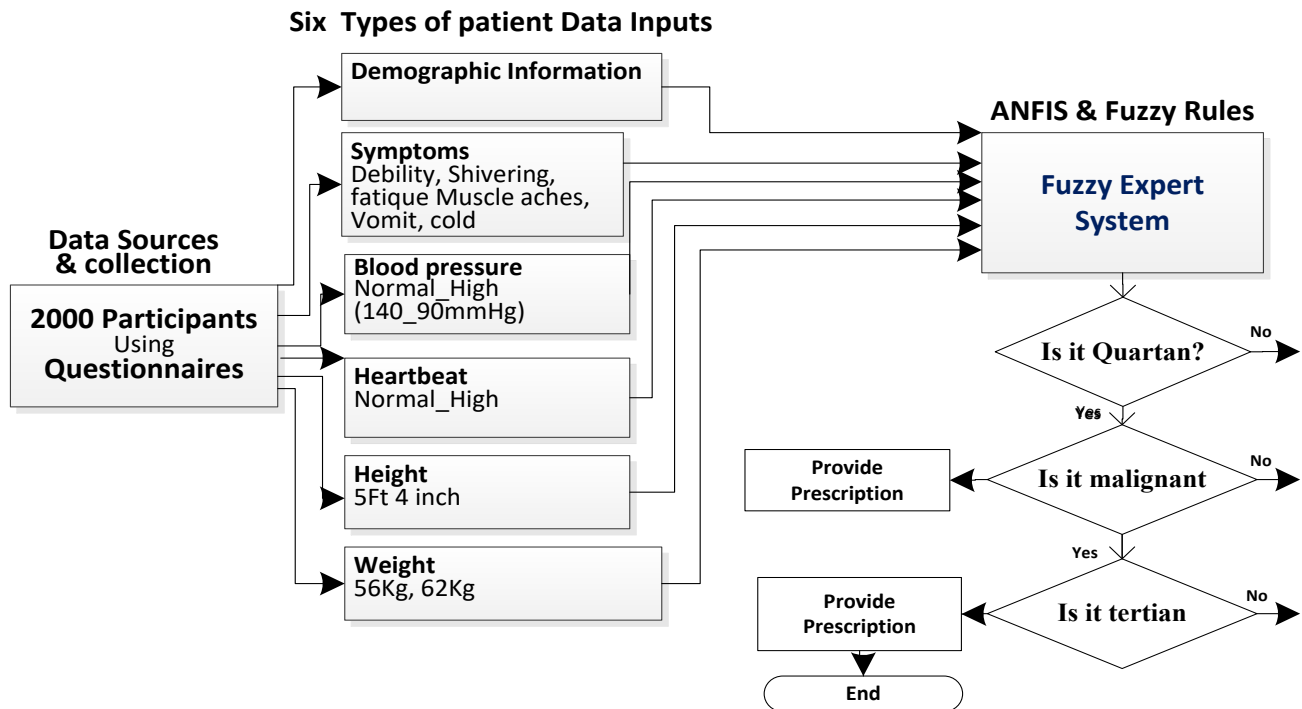 Six Types of patient Data Inputs
Data Sources
& collection
2000 Participants
Using
Questionnaires
Demographic Information
Symptoms
Debility, Shivering,
fatique Muscle aches,
Vomit, cold
Blood pressure
Normal_High
(140_90mmHg)
Heartbeat
Normal_High
Height
5Ft 4 inch
Weight
56Kg, 62Kg
ANFIS & Fuzzy Rules
Fuzzy Expert
System
Is it Quartan?
No
Yes
Yes
Is it malignant
No
Provide
Prescription
Yes
Is it tertian
No
Provide
Prescription
End